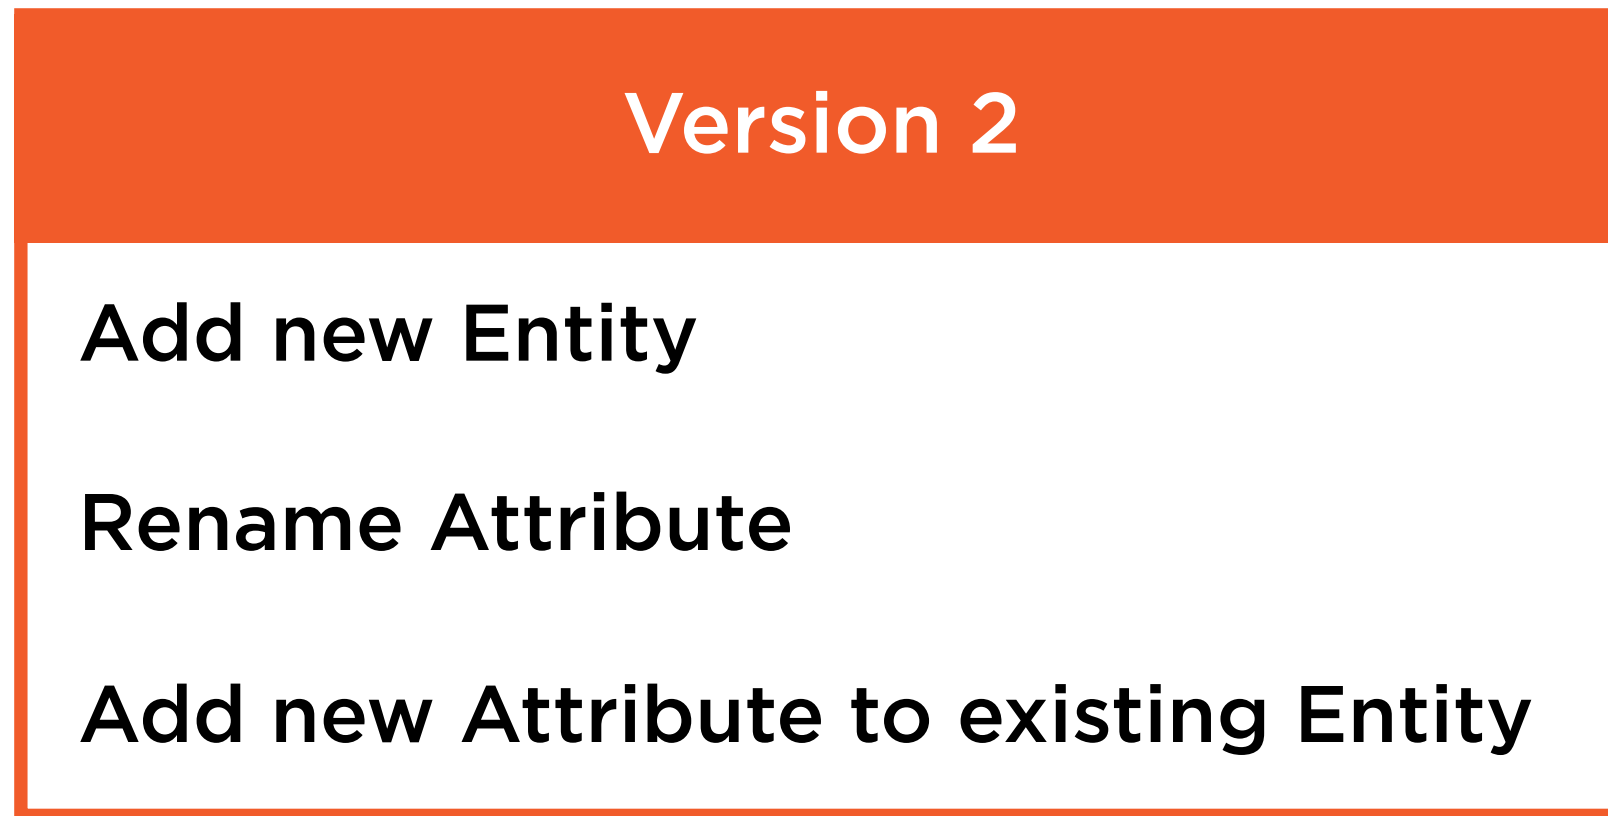 Version 2
Add new Entity
Rename Attribute
Add new Attribute to existing Entity